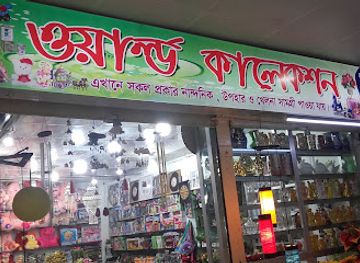 ওয়ার্ল্ড কালেকশন
এখানে সকল প্রকার নান্দনিক, উপহার ও খেলনা সামগ্রী পাওয়া যায়